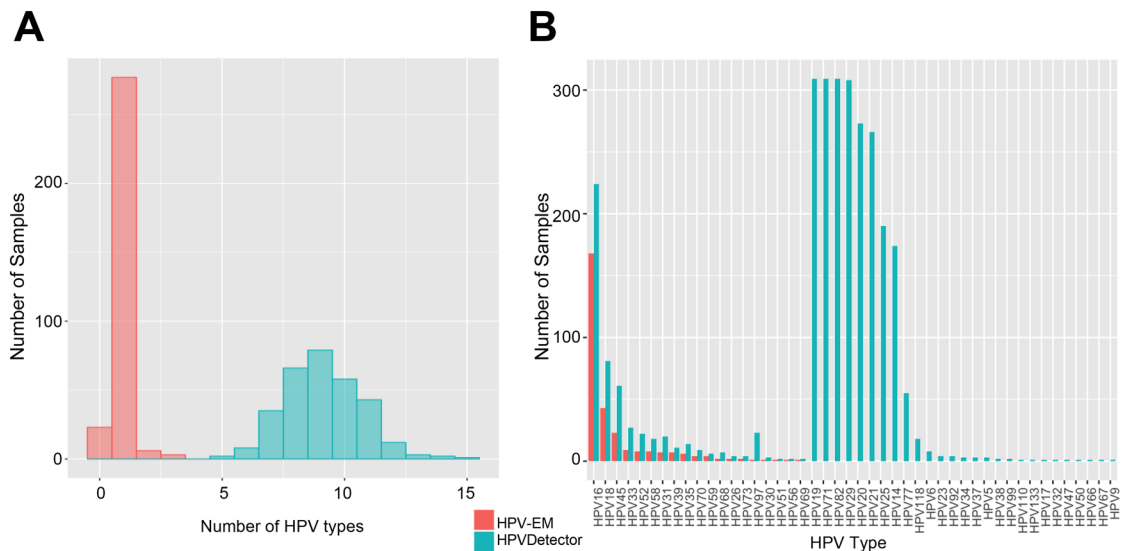 A
B
Number of Samples
200
100
0
0
5
10
15
Number of HPV types
HPV-EM
HPVDetector
Number of Samples
300
200
100
0
HPV16
HPV18
HPV45
HPV33
HPV52
HPV58
HPV31
HPV39
HPV35
HPV70
HPV59
HPV68
HPV26
HPV73
HPV97
HPV30
HPV51
HPV56
HPV69
HPV19
HPV71
HPV82
HPV29
HPV20
HPV21
HPV25
HPV14
HPV77
HPV118
HPV6
HPV23
HPV92
HPV34
HPV37
HPV5
HPV38
HPV99
HPV110
HPV133
HPV17
HPV32
HPV47
HPV50
HPV66
HPV67
HPV9
HPV Type